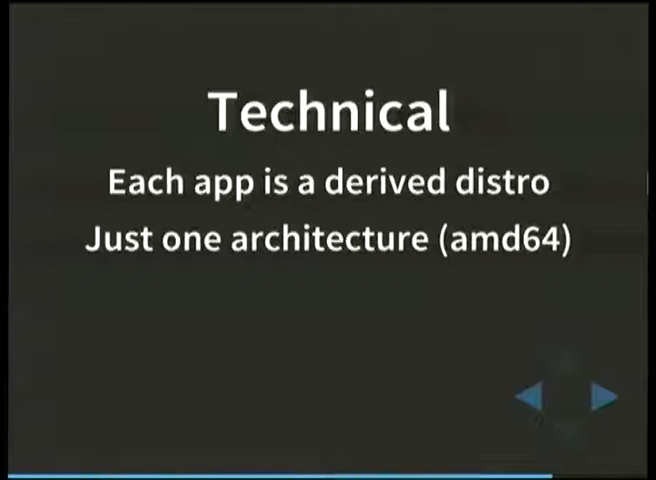 Technical
Each app is a derived distro
Just one architecture (amd64)